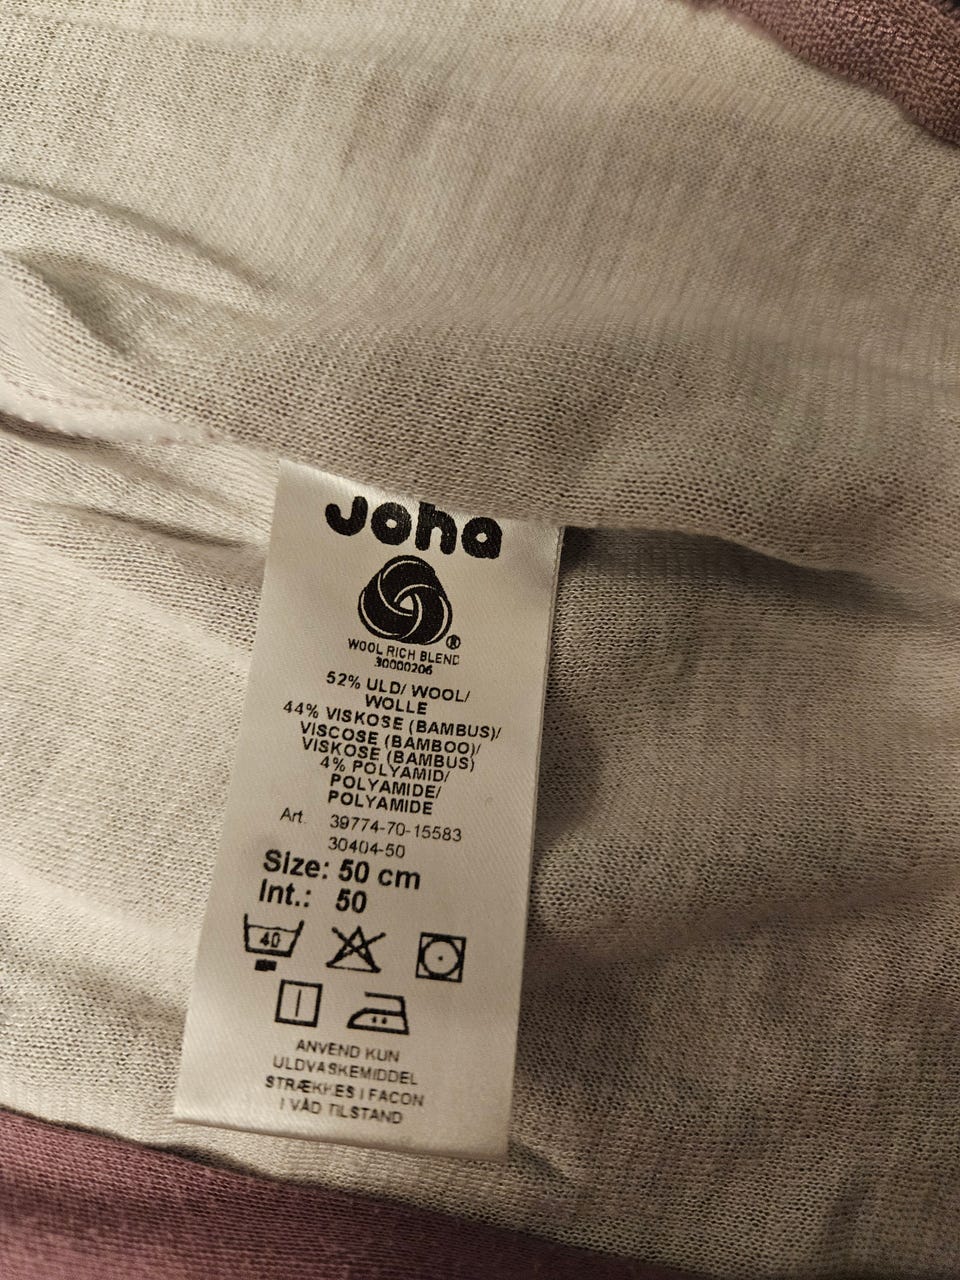 Joha
®
WOOL RICH BLEND
30000206
52% ULD/ WOOL/
WOLLE
44% VISKOSE (BAMBUS)/
VISCOSE (BAMBOO)/
VISKOSE (BAMBUS)
4% POLYAMID/
POLYAMIDE/
POLYAMIDE
Art. 39774-70-15583
30404-50
Size: 50 cm
Int.: 50
40
ANVEND KUN
ULDVASKEMIDDEL
STRÆKKES I FACON
I VÅD TILSTAND